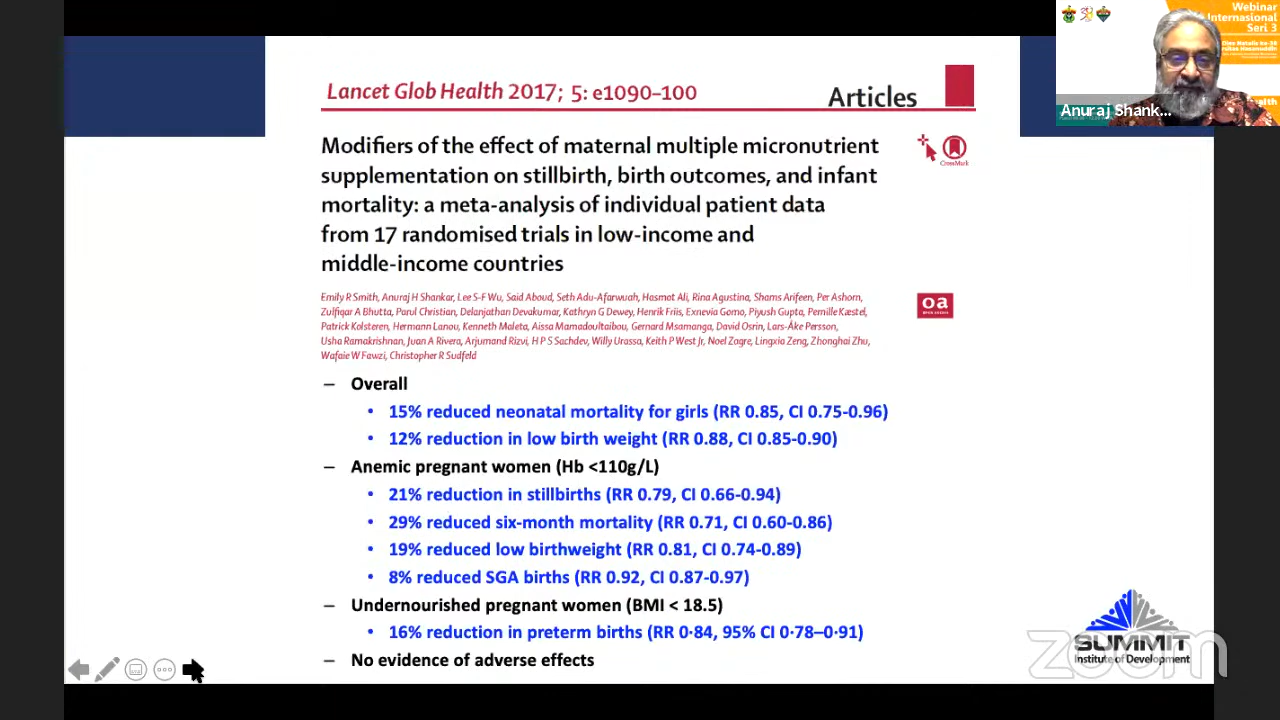 Webinar
Internasional
Seri 3
Anuraj Shank...
Lancet Glob Health 2017; 5: e1090–100
Articles
Modifiers of the effect of maternal multiple micronutrient
supplementation on stillbirth, birth outcomes, and infant
mortality: a meta-analysis of individual patient data
from 17 randomised trials in low-income and
middle-income countries
CrossMark
Emily R Smith, Anuraj H Shankar, Lee S-F Wu, Said Aboud, Seth Adu-Afarwuah, Hasmot Ali, Rina Agustina, Shams Arifeen, Per Ashorn,
Zulfiqar A Bhutta, Parul Christian, Delanjathan Devakumar, Kathryn G Dewey, Henrik Friis, Exnevia Gomo, Piyush Gupta, Pernille Kæstel,
Patrick Kolsteren, Hermann Lanou, Kenneth Maleta, Aissa Mamadoultaibou, Gernard Msamanga, David Osrin, Lars-Åke Persson,
Usha Ramakrishnan, Juan A Rivera, Arjumand Rizvi, H P S Sachdev, Willy Urassa, Keith P West Jr, Noel Zagre, Lingxia Zeng, Zhonghai Zhu,
Wafaie W Fawzi, Christopher R Sudfeld
oa
– Overall
• 15% reduced neonatal mortality for girls (RR 0.85, CI 0.75-0.96)
• 12% reduction in low birth weight (RR 0.88, CI 0.85-0.90)
– Anemic pregnant women (Hb <110g/L)
• 21% reduction in stillbirths (RR 0.79, CI 0.66-0.94)
• 29% reduced six-month mortality (RR 0.71, CI 0.60-0.86)
• 19% reduced low birthweight (RR 0.81, CI 0.74-0.89)
• 8% reduced SGA births (RR 0.92, CI 0.87-0.97)
– Undernourished pregnant women (BMI < 18.5)
• 16% reduction in preterm births (RR 0·84, 95% CI 0·78–0·91)
– No evidence of adverse effects
SUMMIT
Institute of Development
zoom